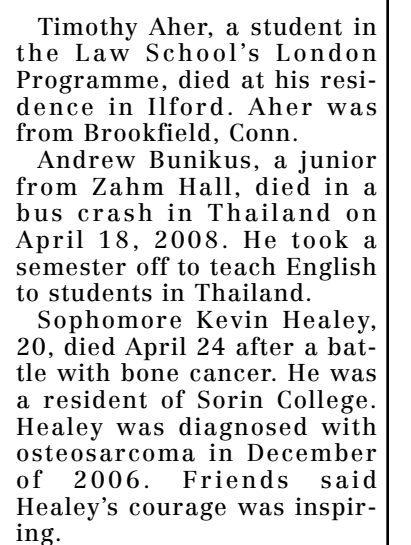 Timothy Aher, a student in
the Law School's London
Programme, died at his resi-
dence in Ilford. Aher was
from Brookfield, Conn.
Andrew Bunikus, a junior
from Zahm Hall, died in a
bus crash in Thailand on
April 18, 2008. He took a
semester off to teach English
to students in Thailand.
Sophomore Kevin Healey,
20, died April 24 after a bat-
tle with bone cancer. He was
a resident of Sorin College.
Healey was diagnosed with
osteosarcoma in December
of 2006. Friends said
Healey's courage was inspir-
ing.